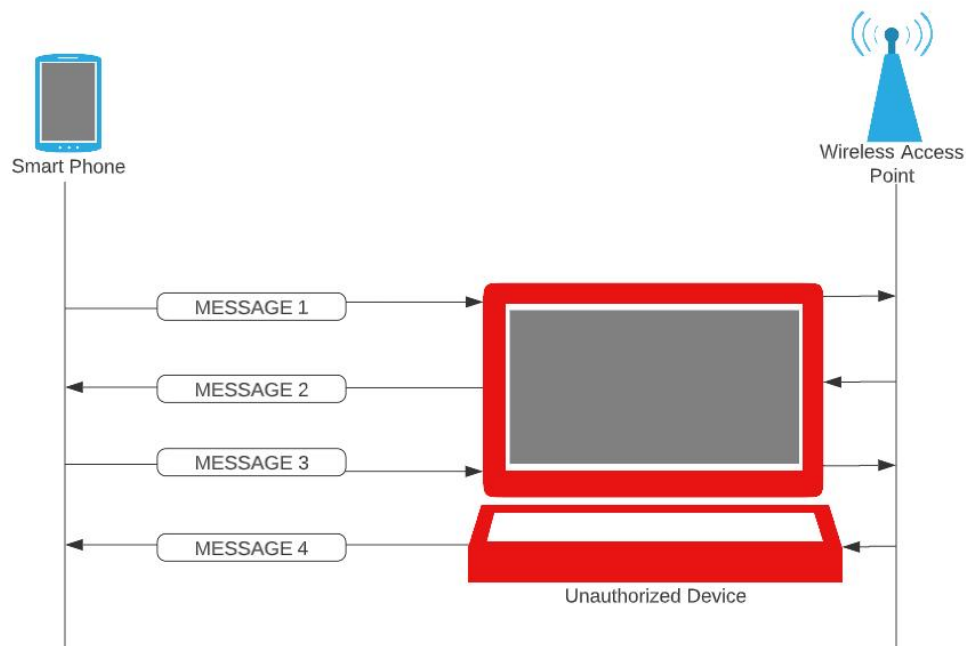 Smart Phone
Wireless Access
Point
MESSAGE 1
MESSAGE 2
MESSAGE 3
MESSAGE 4
Unauthorized Device